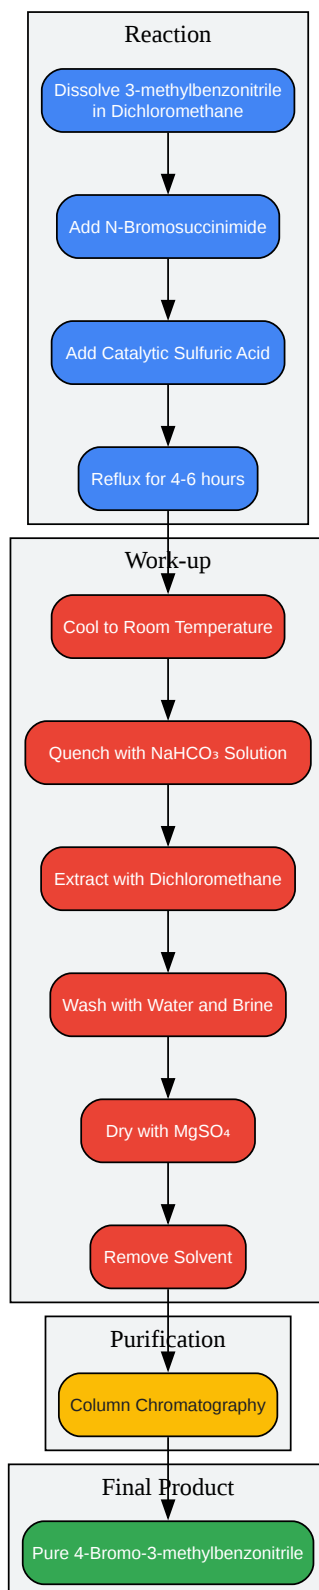 Reaction
Dissolve 3-methylbenzonitrile
in Dichloromethane
Add N-Bromosuccinimide
Add Catalytic Sulfuric Acid
Reflux for 4-6 hours
Work-up
Cool to Room Temperature
Quench with NaHCO₃ Solution
Extract with Dichloromethane
Wash with Water and Brine
Dry with MgSO₄
Remove Solvent
Purification
Column Chromatography
Final Product
Pure 4-Bromo-3-methylbenzonitrile